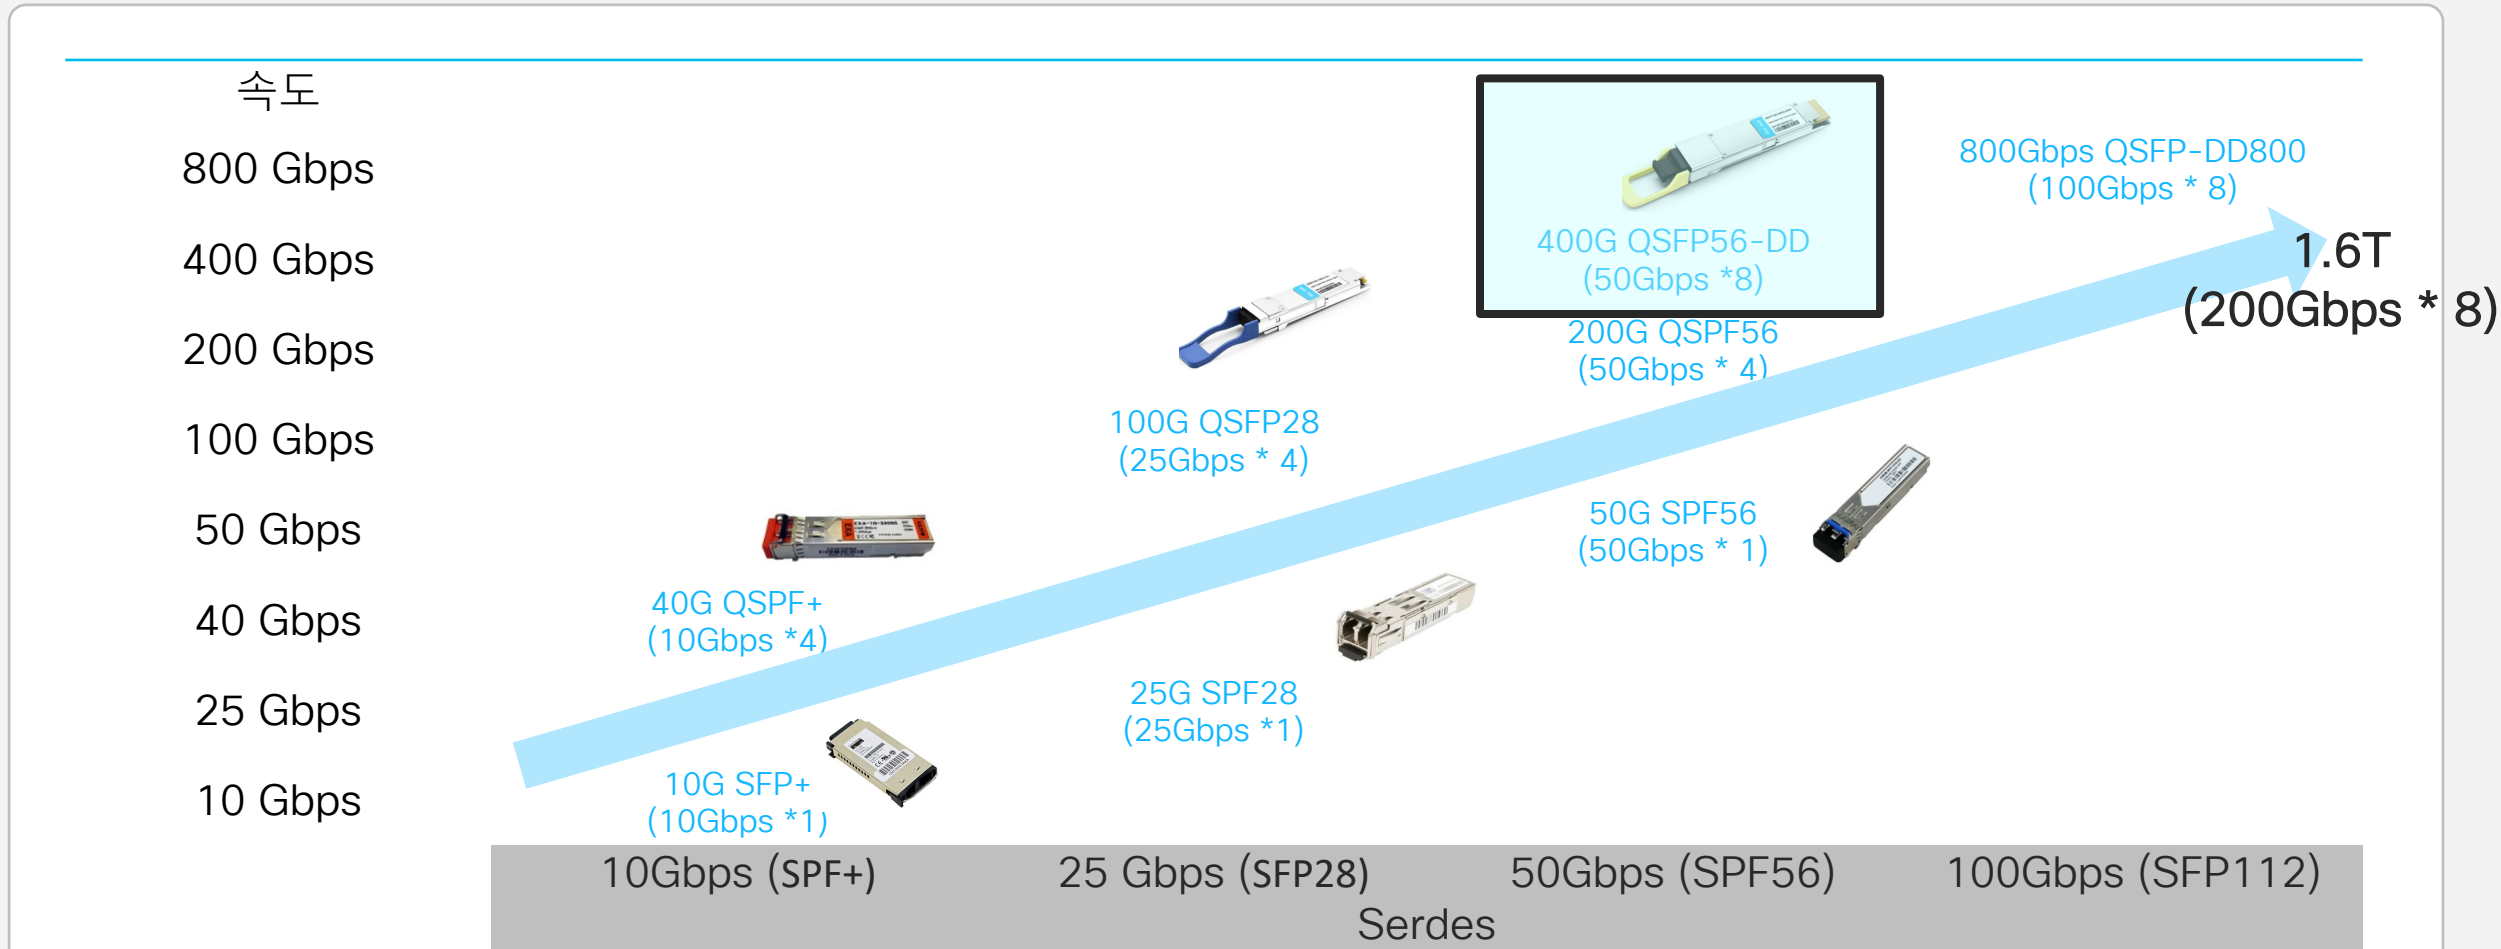 속도
800 Gbps
400 Gbps
200 Gbps
100 Gbps
50 Gbps
40 Gbps
25 Gbps
10 Gbps
40G QSPF+
(10Gbps *4)
10G SFP+
(10Gbps *1)
100G QSFP28
(25Gbps * 4)
25G SPF28
(25Gbps *1)
400G QSFP56-DD
(50Gbps *8)
200G QSPF56
(50Gbps * 4)
50G SPF56
(50Gbps * 1)
800Gbps QSFP-DD800
(100Gbps * 8)
1.6T
(200Gbps * 8)
10Gbps (SPF+)
25 Gbps (SFP28)
50Gbps (SPF56)
100Gbps (SFP112)
Serdes